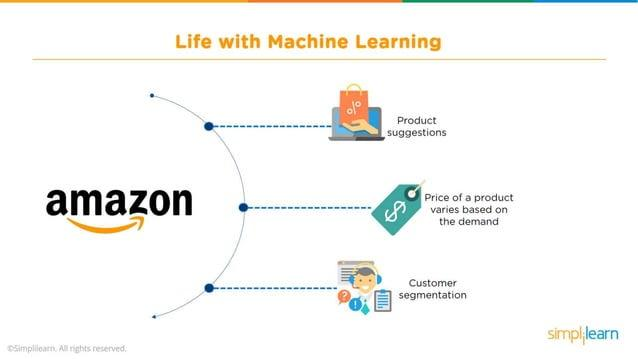 Life with Machine Learning
%
Product
suggestions
amazon
$
Price of a product
varies based on
the demand
?
!
Customer
segmentation
©Simplilearn. All rights reserved.
simplilearn